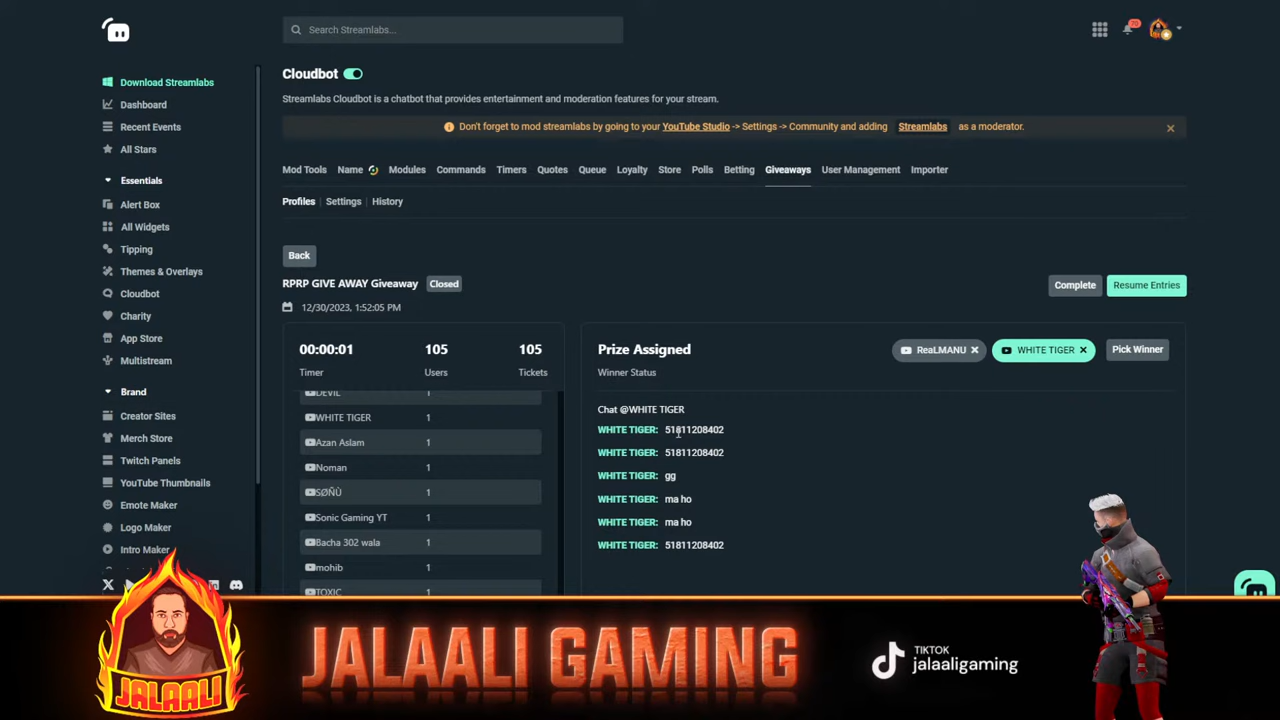 Search Streamlabs...
70
Download Streamlabs
Dashboard
Recent Events
All Stars
Essentials
Alert Box
All Widgets
Tipping
Themes & Overlays
Cloudbot
Charity
App Store
Multistream
Brand
Creator Sites
Merch Store
Twitch Panels
YouTube Thumbnails
Emote Maker
Logo Maker
Intro Maker
Cloudbot
Streamlabs Cloudbot is a chatbot that provides entertainment and moderation features for your stream.
Don't forget to mod streamlabs by going to your YouTube Studio -> Settings -> Community and adding Streamlabs as a moderator.
Mod Tools Name Modules Commands Timers Quotes Queue Loyalty Store Polls Betting Giveaways User Management Importer
Profiles Settings History
Back
RPRP GIVE AWAY Giveaway Closed
Complete Resume Entries
12/30/2023, 1:52:05 PM
00:00:01 105 105
Timer Users Tickets
DEVIL 1
WHITE TIGER 1
Azan Aslam 1
Noman 1
SØÑÙ 1
Sonic Gaming YT 1
Bacha 302 wala 1
mohib 1
TOXIC 1
Prize Assigned
ReaLMANU WHITE TIGER Pick Winner
Winner Status
Chat @WHITE TIGER
WHITE TIGER: 51811208402
WHITE TIGER: 51811208402
WHITE TIGER: gg
WHITE TIGER: ma ho
WHITE TIGER: ma ho
WHITE TIGER: 51811208402
JALAALI
JALAALI GAMING
TIKTOK
jalaaligaming